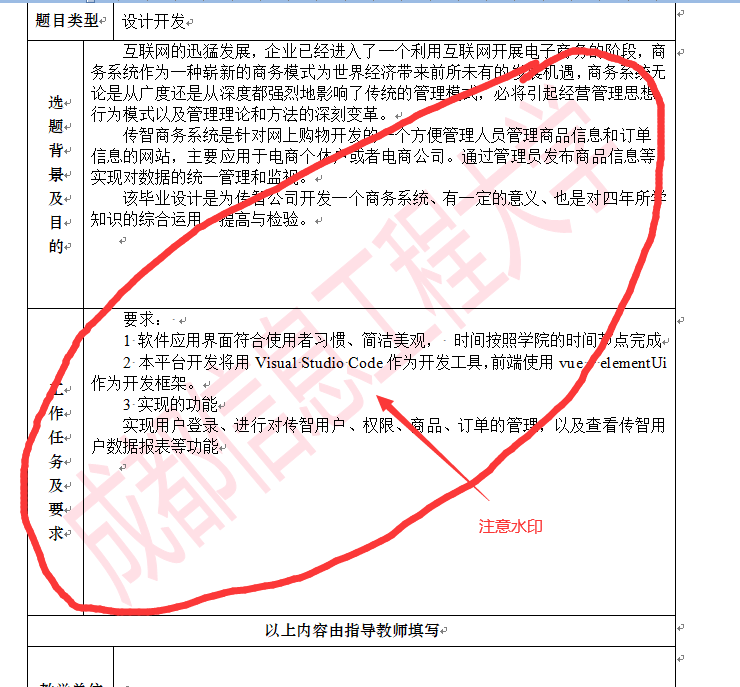 题目类型
设计开发
选题背景及目的
互联网的迅猛发展，企业已经进入了一个利用互联网开展电子商务的阶段，商
务系统作为一种崭新的商务模式为世界经济带来前所未有的发展机遇，商务系统无
论是从广度还是从深度都强烈地影响了传统的管理模式，必将引起经营管理思想、
行为模式以及管理理论和方法的深刻变革。
传智商务系统是针对网上购物开发的一个方便管理人员管理商品信息和订单
信息的网站，主要应用于电商个体户或者电商公司。通过管理员发布商品信息等，
实现对数据的统一管理和监视。
该毕业设计是为传智公司开发一个商务系统、有一定的意义、也是对四年所学
知识的综合运用、提高与检验。
工作任务及要求
要求：
1 软件应用界面符合使用者习惯、简洁美观， 时间按照学院的时间节点完成
2 本平台开发将用 Visual Studio Code 作为开发工具，前端使用 vue elementUi
作为开发框架。
3 实现的功能
实现用户登录、进行对传智用户、权限、商品、订单的管理，以及查看传智用
户数据报表等功能
成都信息工程大学
注意水印
以上内容由指导教师填写